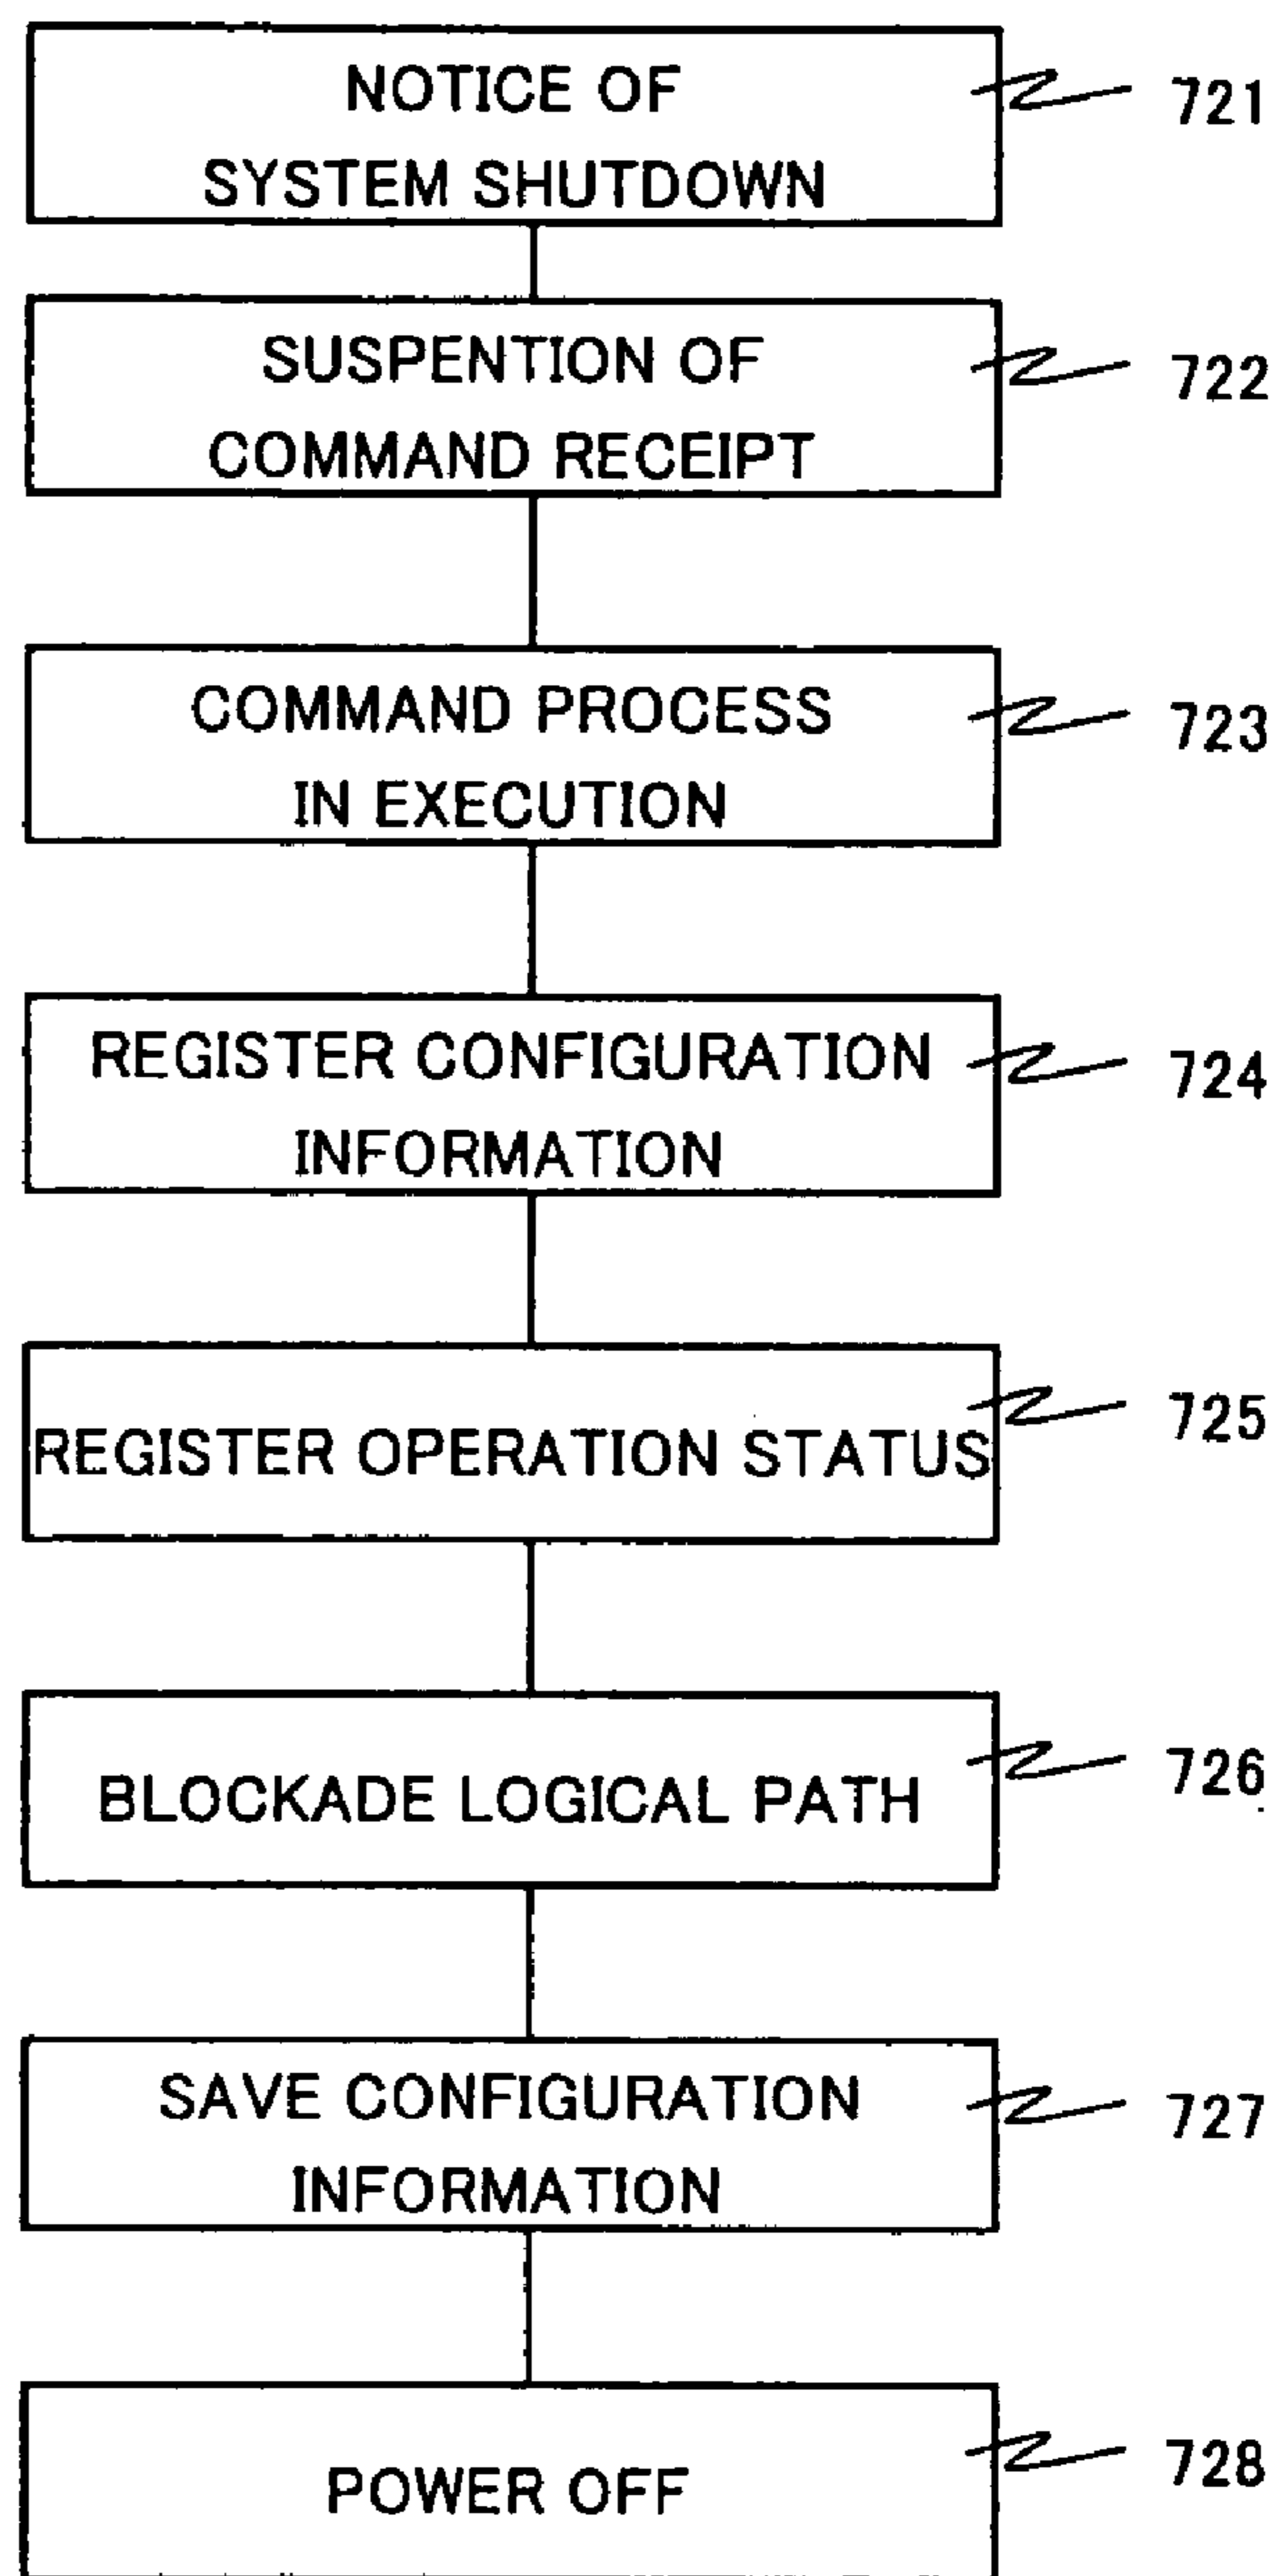 NOTICE OF
SYSTEM SHUTDOWN
721
SUSPENTION OF
COMMAND RECEIPT
722
COMMAND PROCESS
IN EXECUTION
723
REGISTER CONFIGURATION
INFORMATION
724
REGISTER OPERATION STATUS
725
BLOCKADE LOGICAL PATH
726
SAVE CONFIGURATION
INFORMATION
727
POWER OFF
728